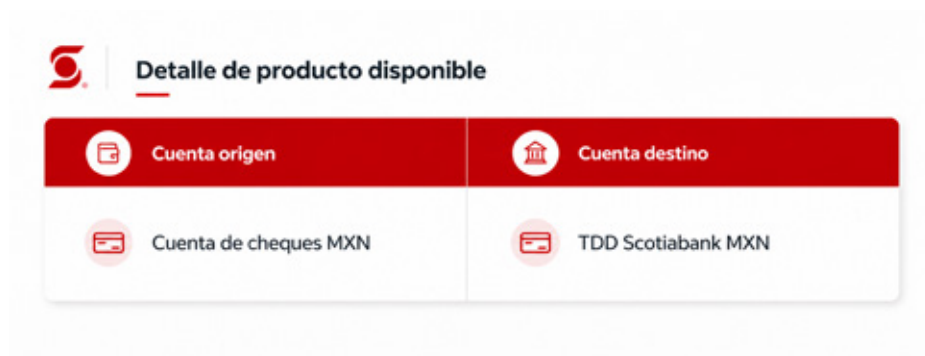 Detalle de producto disponible
Cuenta origen
Cuenta destino
Cuenta de cheques MXN
TDD Scotiabank MXN